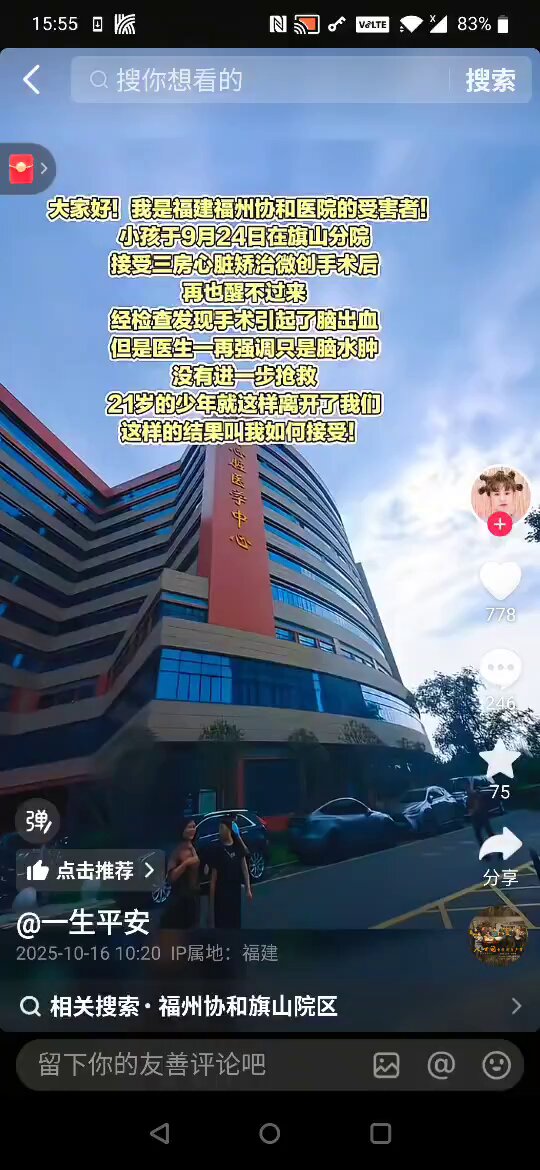 15:55
VoLTE
X
83%
搜你想看的
搜索
大家好！我是福建福州协和医院的受害者！
小孩于9月24日在旗山分院
接受三房心脏矫治微创手术后
再也醒不过来
经检查发现手术引起了脑出血
但是医生一再强调只是脑水肿
没有进一步抢救
21岁的少年就这样离开了我们
这样的结果叫我如何接受！
医学中心
778
246
75
弹
点击推荐
分享
@一生平安
2025-10-16 10:20 IP属地：福建
相关搜索·福州协和旗山院区
留下你的友善评论吧